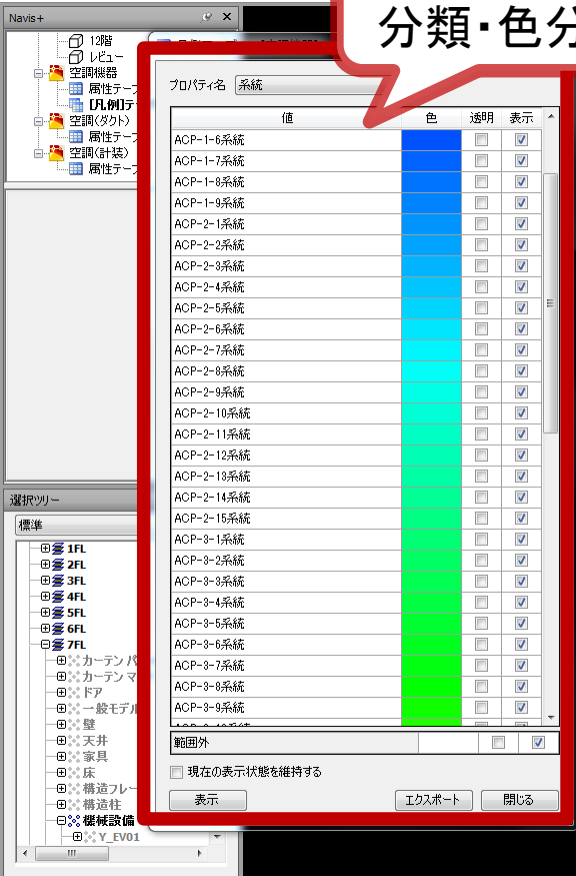 Navis+
分類・色分
12階
レビュー
空調機器
属性テーブ
[凡例]テー
空調(ダクト)
属性テーブ
空調(計装)
属性テーブ
プロパティ名 系統
値 色 透明 表示
ACP-1-6系統
ACP-1-7系統
ACP-1-8系統
ACP-1-9系統
ACP-2-1系統
ACP-2-2系統
ACP-2-3系統
ACP-2-4系統
ACP-2-5系統
ACP-2-6系統
ACP-2-7系統
ACP-2-8系統
ACP-2-9系統
ACP-2-10系統
ACP-2-11系統
ACP-2-12系統
ACP-2-13系統
ACP-2-14系統
ACP-2-15系統
ACP-3-1系統
ACP-3-2系統
ACP-3-3系統
ACP-3-4系統
ACP-3-5系統
ACP-3-6系統
ACP-3-7系統
ACP-3-8系統
ACP-3-9系統
範囲外
現在の表示状態を維持する
表示 エクスポート 閉じる
選択ツリー
標準
1FL
2FL
3FL
4FL
5FL
6FL
7FL
カーテン パ
カーテン マ
ドア
一般モデル
壁
天井
家具
床
構造フレー
構造柱
機械設備
Y_EV01